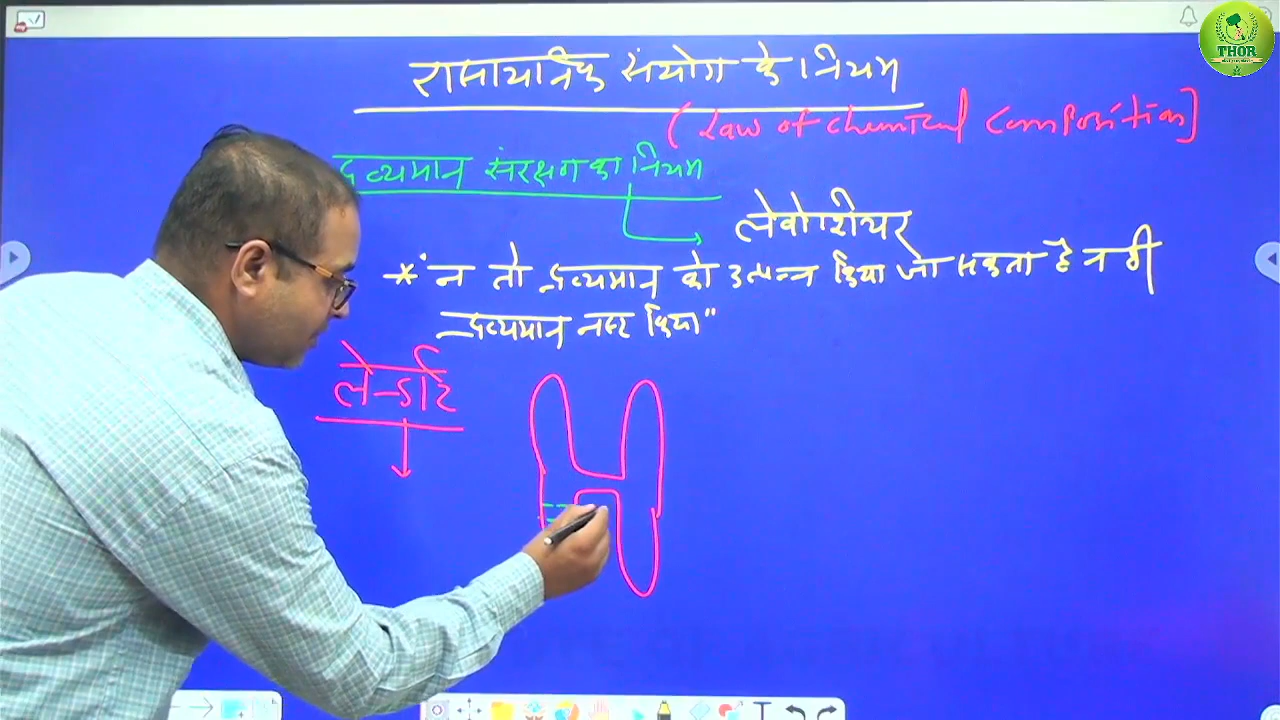 रासायनिक संयोग के नियम
(Law of chemical Composition]
द्रव्यमान संरक्षण का नियम
लेवोशियर
* "न तो द्रव्यमान को उत्पन्न किया जा सकता है न ही
द्रव्यमान नष्ट किया"
लेन्डाल्ट
THOR